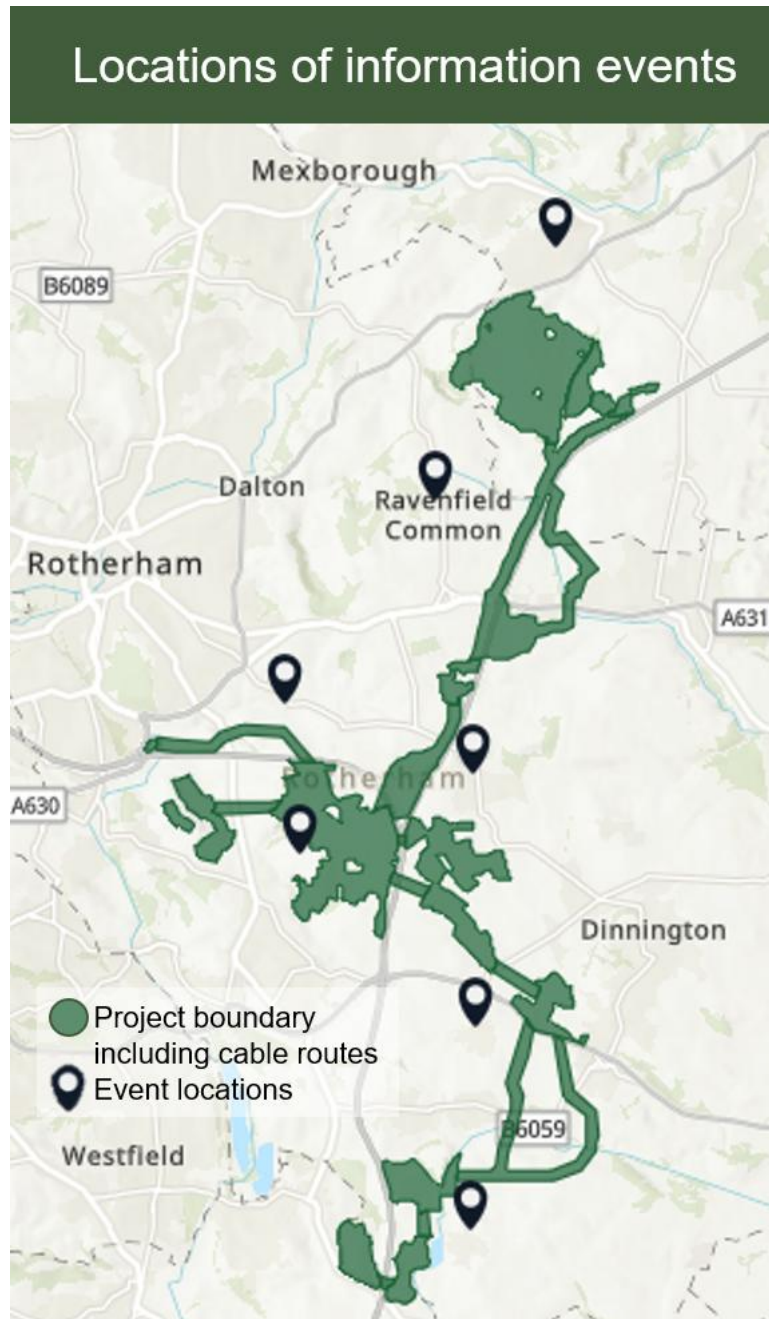 Locations of information events
Mexborough
B6089
Dalton
Ravenfield
Common
Rotherham
A631
Rotherham
A630
Dinnington
Project boundary
including cable routes
Event locations
B6059
Westfield